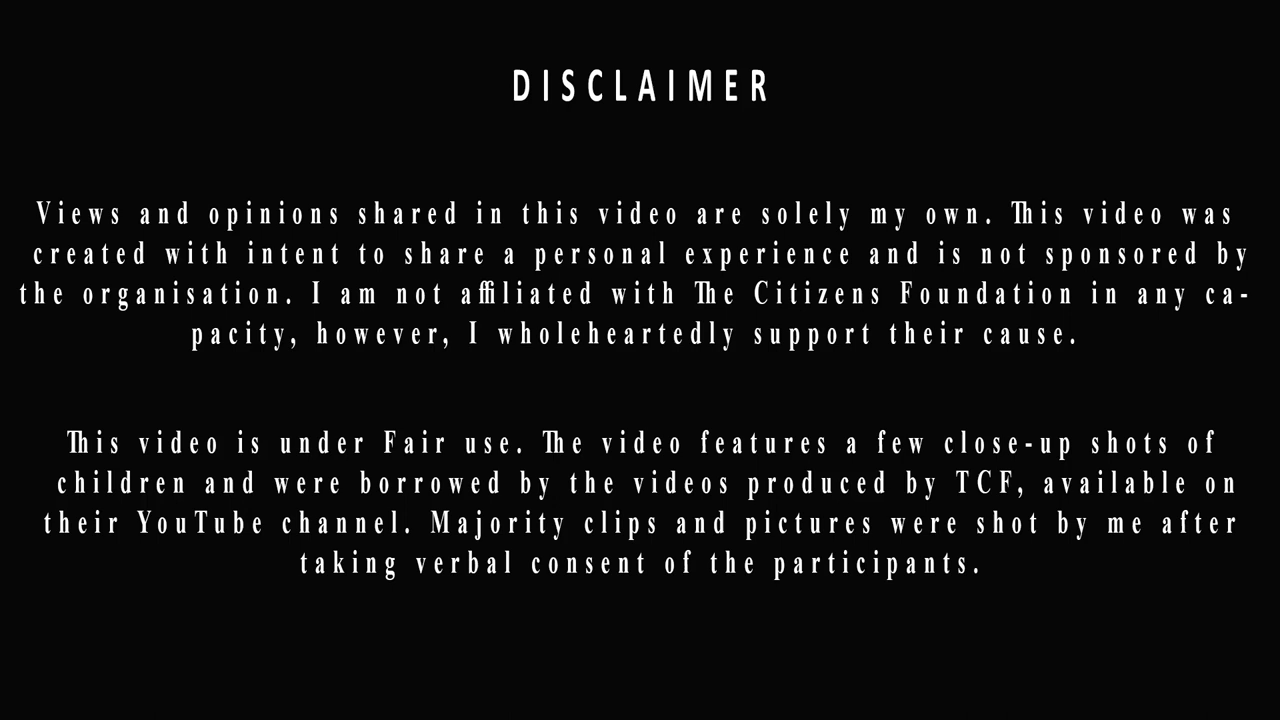 DISCLAIMER
Views and opinions shared in this video are solely my own. This video was
created with intent to share a personal experience and is not sponsored by
the organisation. I am not affiliated with The Citizens Foundation in any ca-
pacity, however, I wholeheartedly support their cause.
This video is under Fair use. The video features a few close-up shots of
children and were borrowed by the videos produced by TCF, available on
their YouTube channel. Majority clips and pictures were shot by me after
taking verbal consent of the participants.